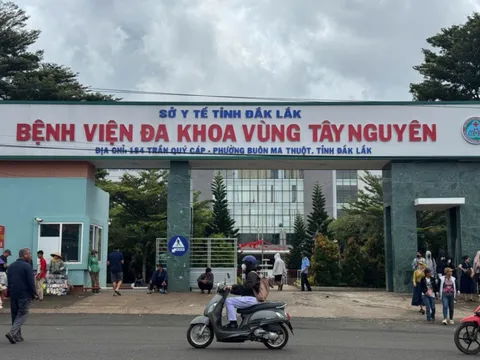 SỞ Y TẾ TỈNH ĐẮK LẮK
BỆNH VIỆN ĐA KHOA VÙNG TÂY NGUYÊN
ĐỊA CHỈ: 184 TRẦN QUÝ CÁP - PHƯỜNG BUÔN MA THUỘT, TỈNH ĐẮK LẮK